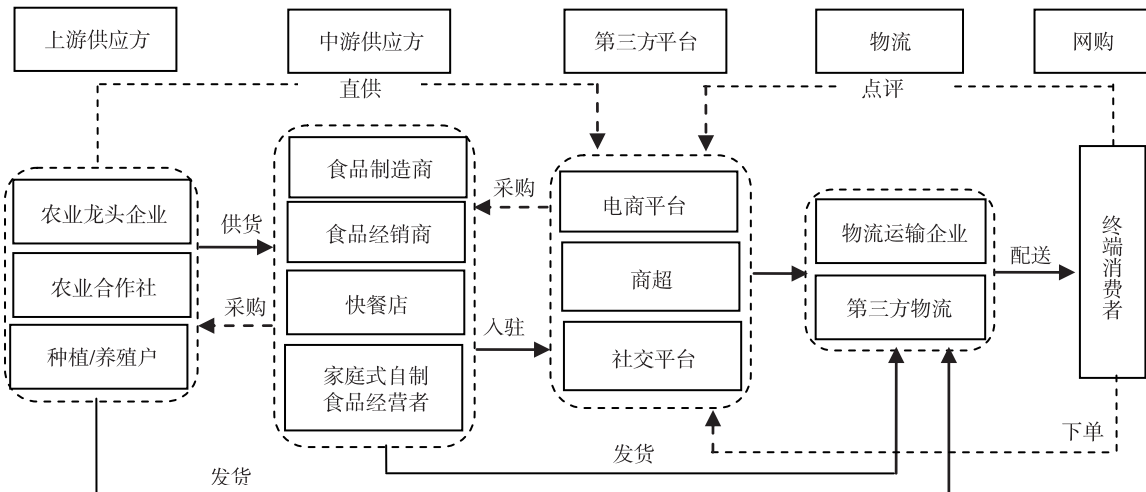 上游供应方
中游供应方
第三方平台
物流
网购
直供
点评
农业龙头企业
农业合作社
种植/养殖户
供货
采购
食品制造商
食品经销商
快餐店
家庭式自制
食品经营者
采购
入驻
电商平台
商超
社交平台
物流运输企业
第三方物流
配送
终端消费者
下单
发货
发货